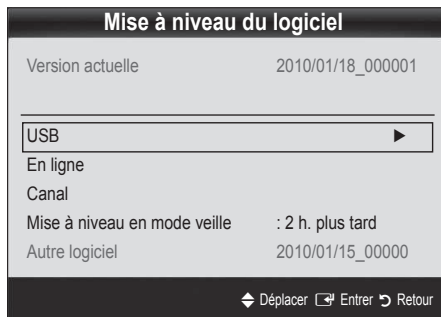 Mise à niveau du logiciel
Version actuelle 2010/01/18_000001
USB ►
En ligne
Canal
Mise à niveau en mode veille : 2 h. plus tard
Autre logiciel 2010/01/15_00000
Déplacer Entrer Retour